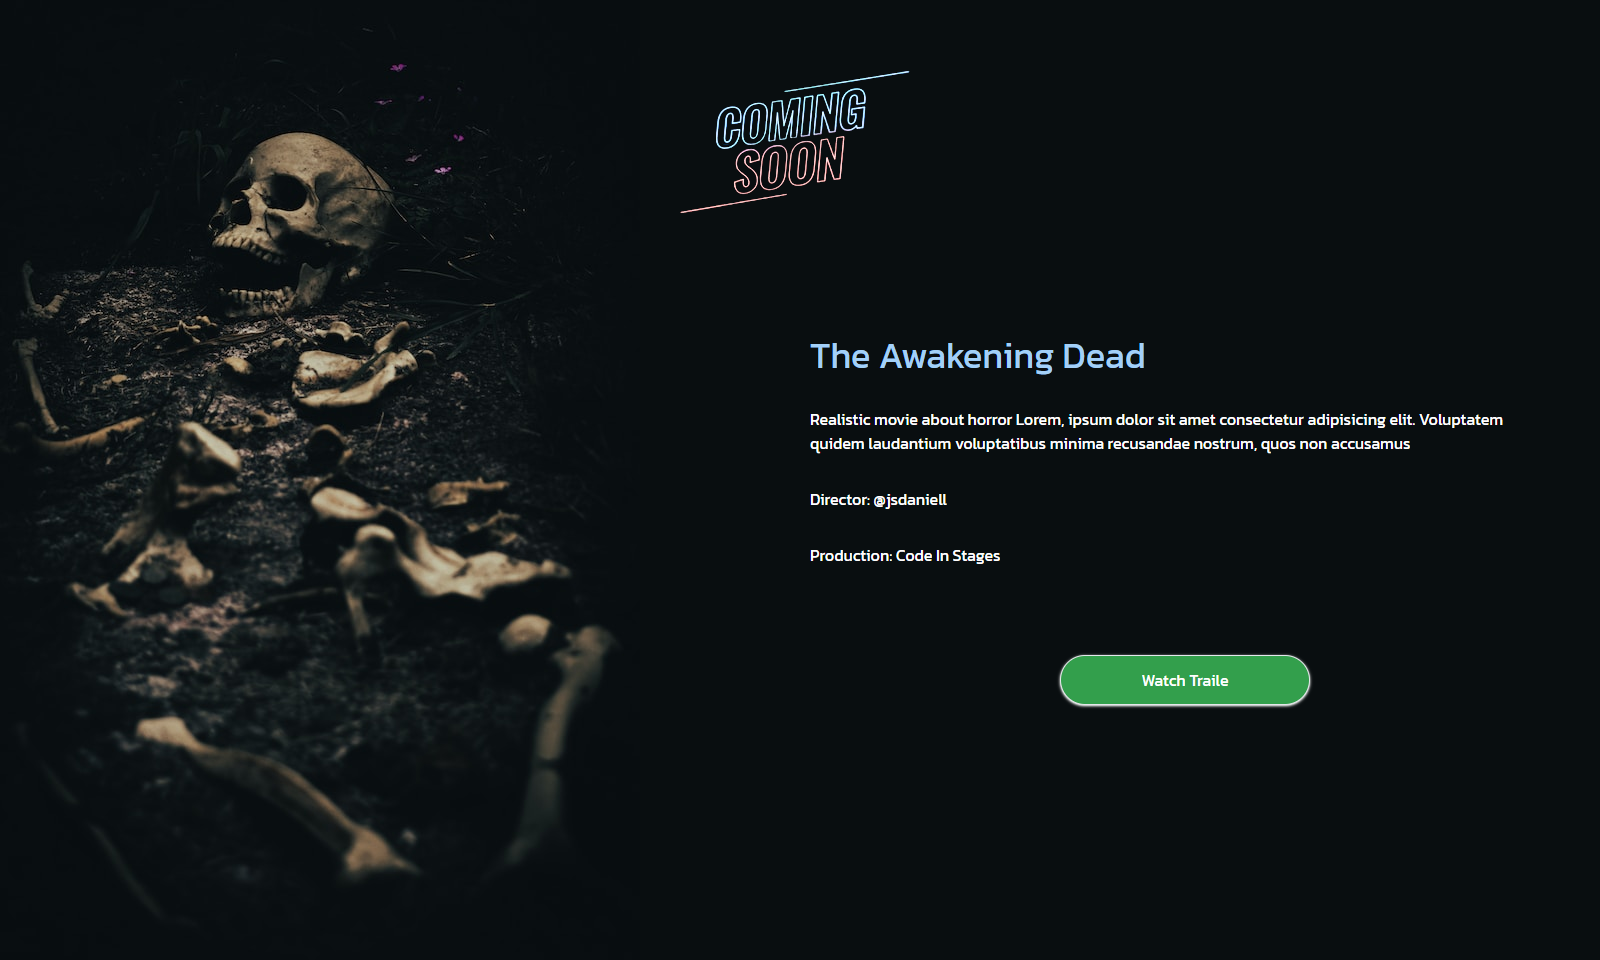 COMING
SOON
The Awakening Dead
Realistic movie about horror Lorem, ipsum dolor sit amet consectetur adipisicing elit. Voluptatem
quidem laudantium voluptatibus minima recusandae nostrum, quos non accusamus
Director: @jsdaniell
Production: Code In Stages
Watch Traile